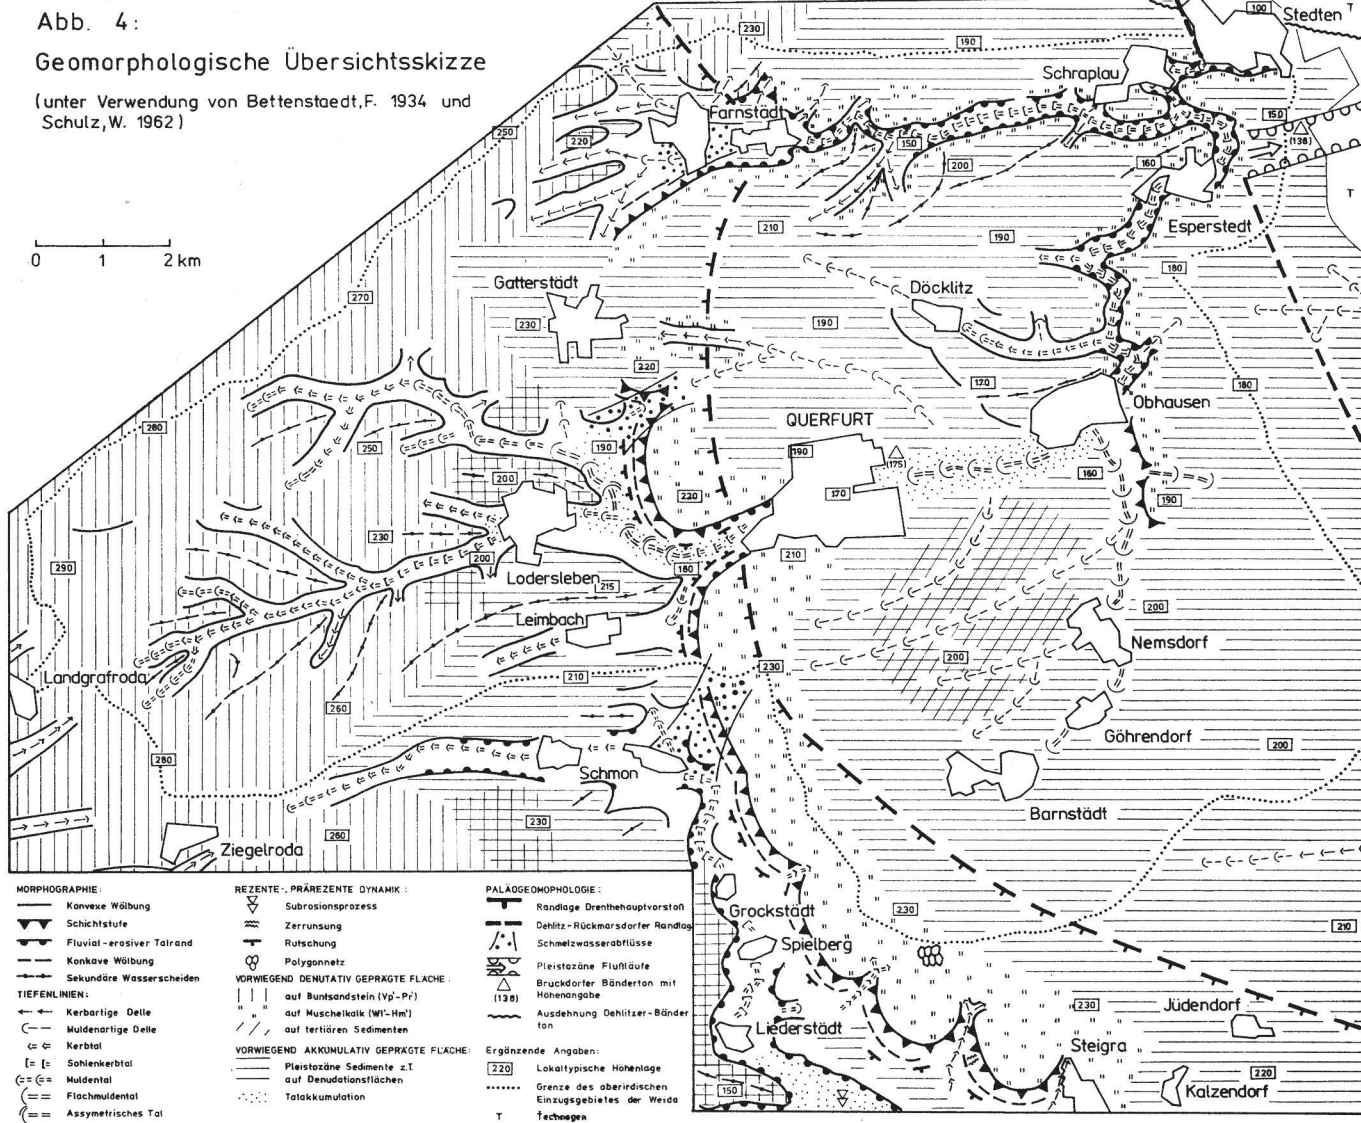 Abb. 4:
Geomorphologische Übersichtsskizze
(unter Verwendung von Bettenstaedt, F. 1934 und
Schulz, W. 1962)
0 1 2 km
100
Stedten
T
230
190
Schraplau
Farnstädt
250
220
150
150
(138)
200
160
T
210
Esperstedt
190
180
Gatterstädt
Döcklitz
270
230
190
220
170
180
Obhausen
QUERFURT
280
250
190
190
(175)
160
200
220
170
190
230
210
200
290
180
Lodersleben
215
200
Leimbach
Nemsdorf
200
230
Landgrafroda
210
260
Göhrendorf
200
280
Schmon
Barnstädt
230
260
Ziegelroda
Grockstädt
230
210
Spielberg
230
Jüdendorf
Liederstädt
Steigra
220
Kalzendorf
150
MORPHOGRAPHIE:
Konvexe Wölbung
Schichtstufe
Fluvial-erosiver Talrand
Konkave Wölbung
Sekundäre Wasserscheiden
TIEFENLINIEN:
Kerbartige Delle
Muldenartige Delle
Kerbtal
Sohlenkerbtal
Muldental
Flachmuldental
Assymetrisches Tal
REZENTE-, PRÄREZENTE DYNAMIK:
Subrosionsprozess
Zerrunsung
Rutschung
Polygonnetz
VORWIEGEND DENUTATIV GEPRÄGTE FLÄCHE:
auf Buntsandstein (Vp'-Pr')
auf Muschelkalk (Wl'-Hm')
auf tertiären Sedimenten
VORWIEGEND AKKUMULATIV GEPRÄGTE FLÄCHE:
Pleistozäne Sedimente z.T.
auf Denudationsflächen
Talakkumulation
PALÄOGEOMOPHOLOGIE:
Randlage Drenthehauptvorstoß
Dehlitz-Rückmarsdorfer Randlag
Schmelzwasserabflüsse
Pleistozäne Flußläufe
Bruckdorfer Bänderton mit
(138) Höhenangabe
Ausdehnung Dehlitzer-Bänder
ton
Ergänzende Angaben:
220 Lokaltypische Höhenlage
Grenze des oberirdischen
Einzugsgebietes der Weida
T Technogen